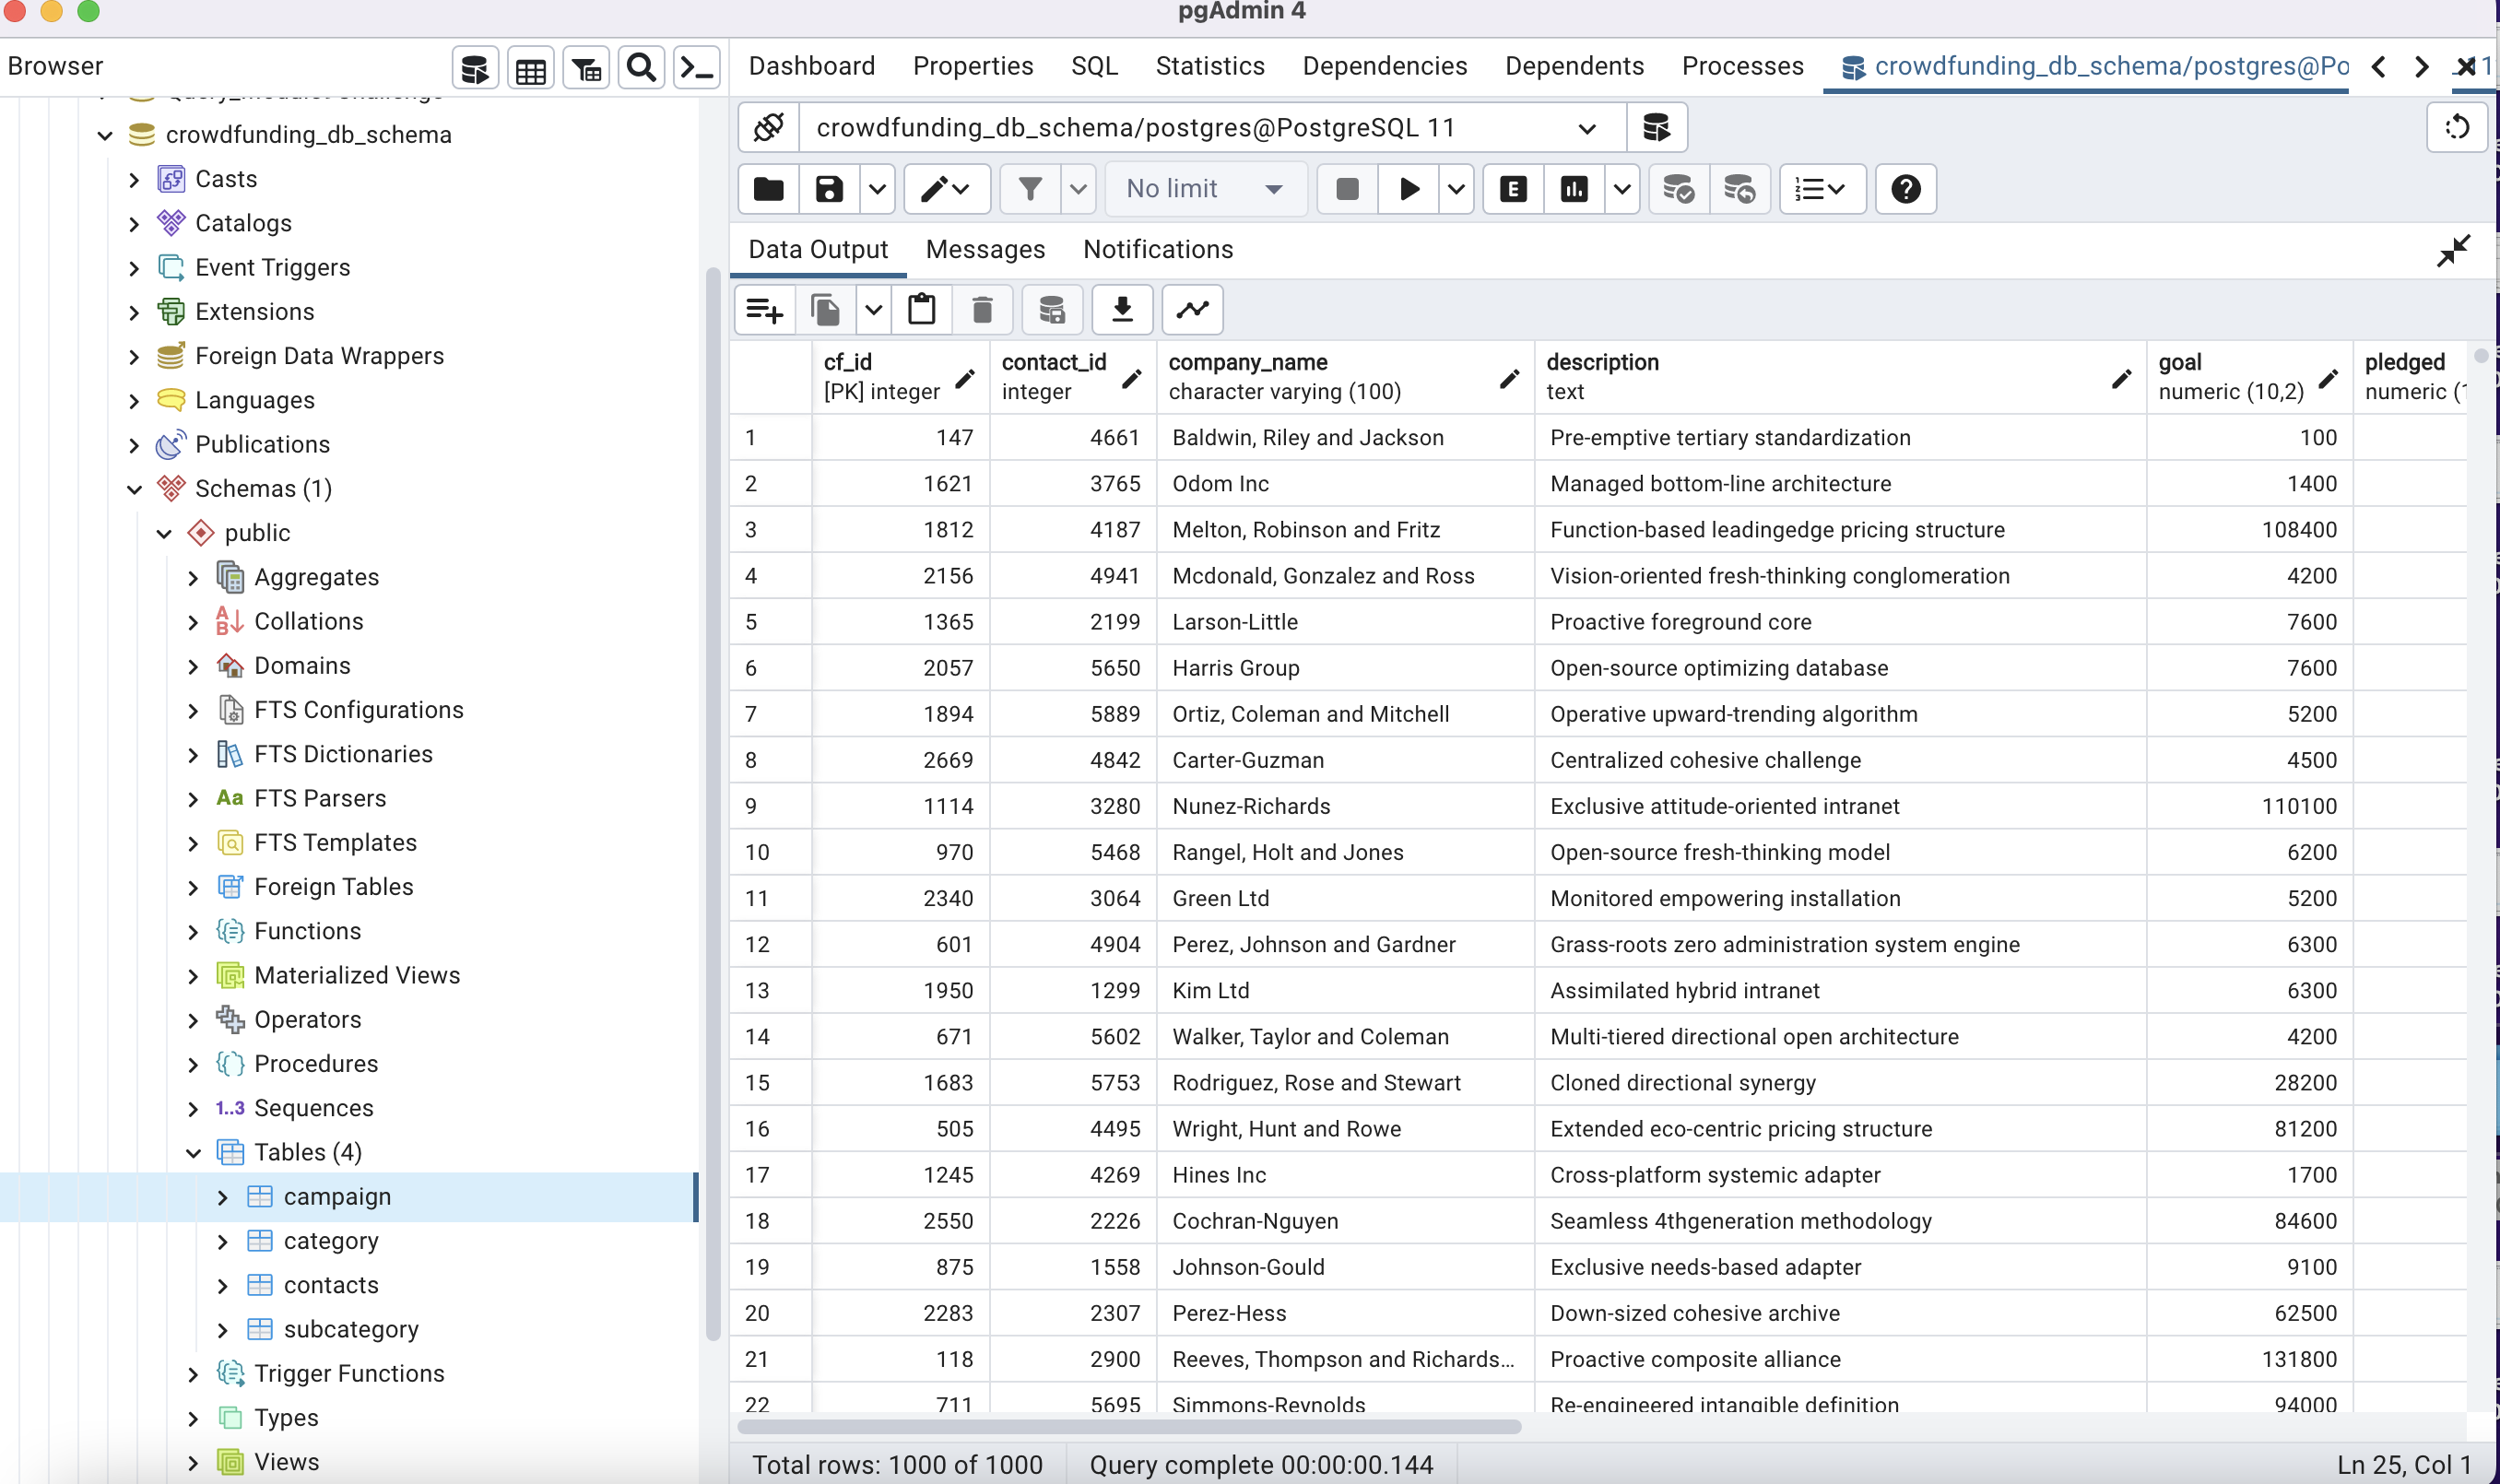 pgAdmin 4
Browser
Dashboard Properties SQL Statistics Dependencies Dependents Processes crowdfunding_db_schema/postgres@Po
crowdfunding_db_schema
Casts
Catalogs
Event Triggers
Extensions
Foreign Data Wrappers
Languages
Publications
Schemas (1)
public
Aggregates
Collations
Domains
FTS Configurations
FTS Dictionaries
Aa FTS Parsers
FTS Templates
Foreign Tables
Functions
Materialized Views
Operators
Procedures
1..3 Sequences
Tables (4)
campaign
category
contacts
subcategory
Trigger Functions
Types
Views
crowdfunding_db_schema/postgres@PostgreSQL 11
No limit E
Data Output Messages Notifications
cf_id contact_id company_name description goal pledged
[PK] integer integer character varying (100) text numeric (10,2) numeric (1
1 147 4661 Baldwin, Riley and Jackson Pre-emptive tertiary standardization 100
2 1621 3765 Odom Inc Managed bottom-line architecture 1400
3 1812 4187 Melton, Robinson and Fritz Function-based leadingedge pricing structure 108400
4 2156 4941 Mcdonald, Gonzalez and Ross Vision-oriented fresh-thinking conglomeration 4200
5 1365 2199 Larson-Little Proactive foreground core 7600
6 2057 5650 Harris Group Open-source optimizing database 7600
7 1894 5889 Ortiz, Coleman and Mitchell Operative upward-trending algorithm 5200
8 2669 4842 Carter-Guzman Centralized cohesive challenge 4500
9 1114 3280 Nunez-Richards Exclusive attitude-oriented intranet 110100
10 970 5468 Rangel, Holt and Jones Open-source fresh-thinking model 6200
11 2340 3064 Green Ltd Monitored empowering installation 5200
12 601 4904 Perez, Johnson and Gardner Grass-roots zero administration system engine 6300
13 1950 1299 Kim Ltd Assimilated hybrid intranet 6300
14 671 5602 Walker, Taylor and Coleman Multi-tiered directional open architecture 4200
15 1683 5753 Rodriguez, Rose and Stewart Cloned directional synergy 28200
16 505 4495 Wright, Hunt and Rowe Extended eco-centric pricing structure 81200
17 1245 4269 Hines Inc Cross-platform systemic adapter 1700
18 2550 2226 Cochran-Nguyen Seamless 4thgeneration methodology 84600
19 875 1558 Johnson-Gould Exclusive needs-based adapter 9100
20 2283 2307 Perez-Hess Down-sized cohesive archive 62500
21 118 2900 Reeves, Thompson and Richards... Proactive composite alliance 131800
22 711 5695 Simmons-Reynolds Re-engineered intangible definition 94000
Total rows: 1000 of 1000 Query complete 00:00:00.144 Ln 25, Col 1